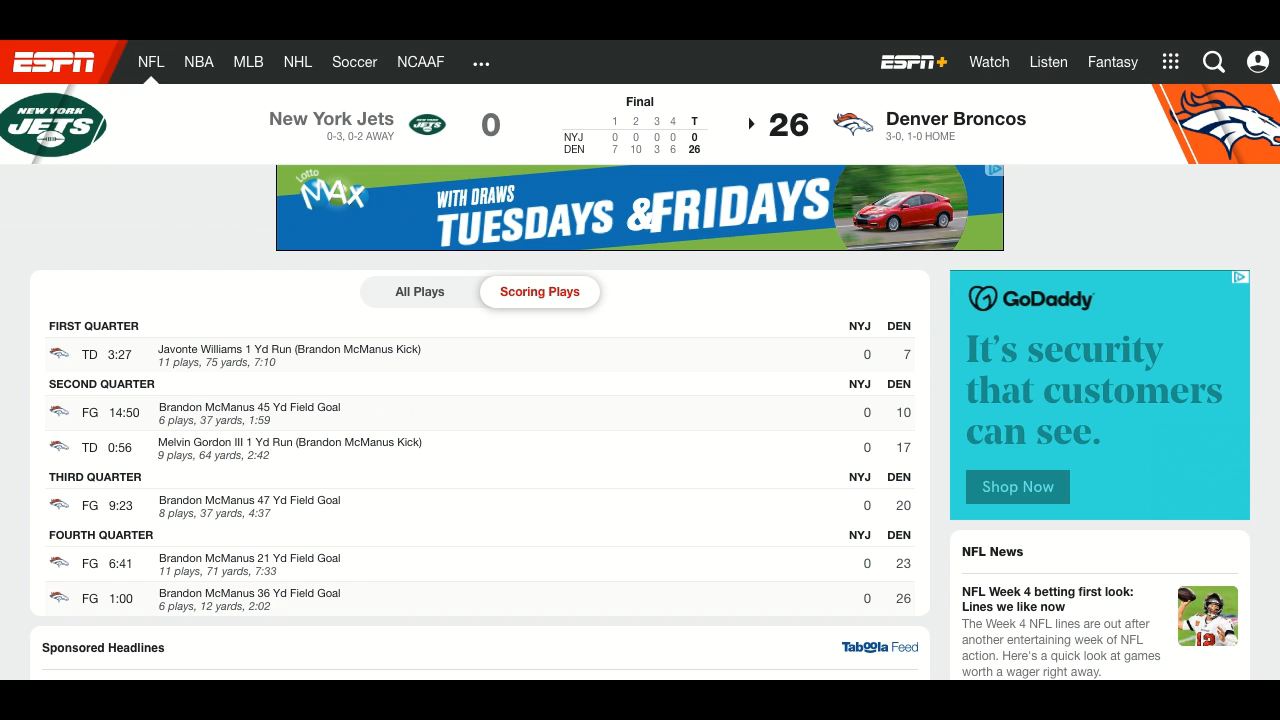 ESPN NFL NBA MLB NHL Soccer NCAAF ... ESPN+ Watch Listen Fantasy
NEW YORK
JETS
New York Jets
0-3, 0-2 AWAY
NEW YORK
JETS
0
Final
1 2 3 4 T
NYJ 0 0 0 0 0
DEN 7 10 3 6 26
26
Denver Broncos
3-0, 1-0 HOME
Lotto
MAX
WITH DRAWS
TUESDAYS & FRIDAYS
All Plays Scoring Plays
FIRST QUARTER NYJ DEN
TD 3:27 Javonte Williams 1 Yd Run (Brandon McManus Kick) 0 7
11 plays, 75 yards, 7:10
SECOND QUARTER NYJ DEN
FG 14:50 Brandon McManus 45 Yd Field Goal 0 10
6 plays, 37 yards, 1:59
TD 0:56 Melvin Gordon III 1 Yd Run (Brandon McManus Kick) 0 17
9 plays, 64 yards, 2:42
THIRD QUARTER NYJ DEN
FG 9:23 Brandon McManus 47 Yd Field Goal 0 20
8 plays, 37 yards, 4:37
FOURTH QUARTER NYJ DEN
FG 6:41 Brandon McManus 21 Yd Field Goal 0 23
11 plays, 71 yards, 7:33
FG 1:00 Brandon McManus 36 Yd Field Goal 0 26
6 plays, 12 yards, 2:02
Sponsored Headlines Taboola Feed
GoDaddy
It's security
that customers
can see.
Shop Now
NFL News
NFL Week 4 betting first look:
Lines we like now
The Week 4 NFL lines are out after
another entertaining week of NFL
action. Here's a quick look at games
worth a wager right away.
12